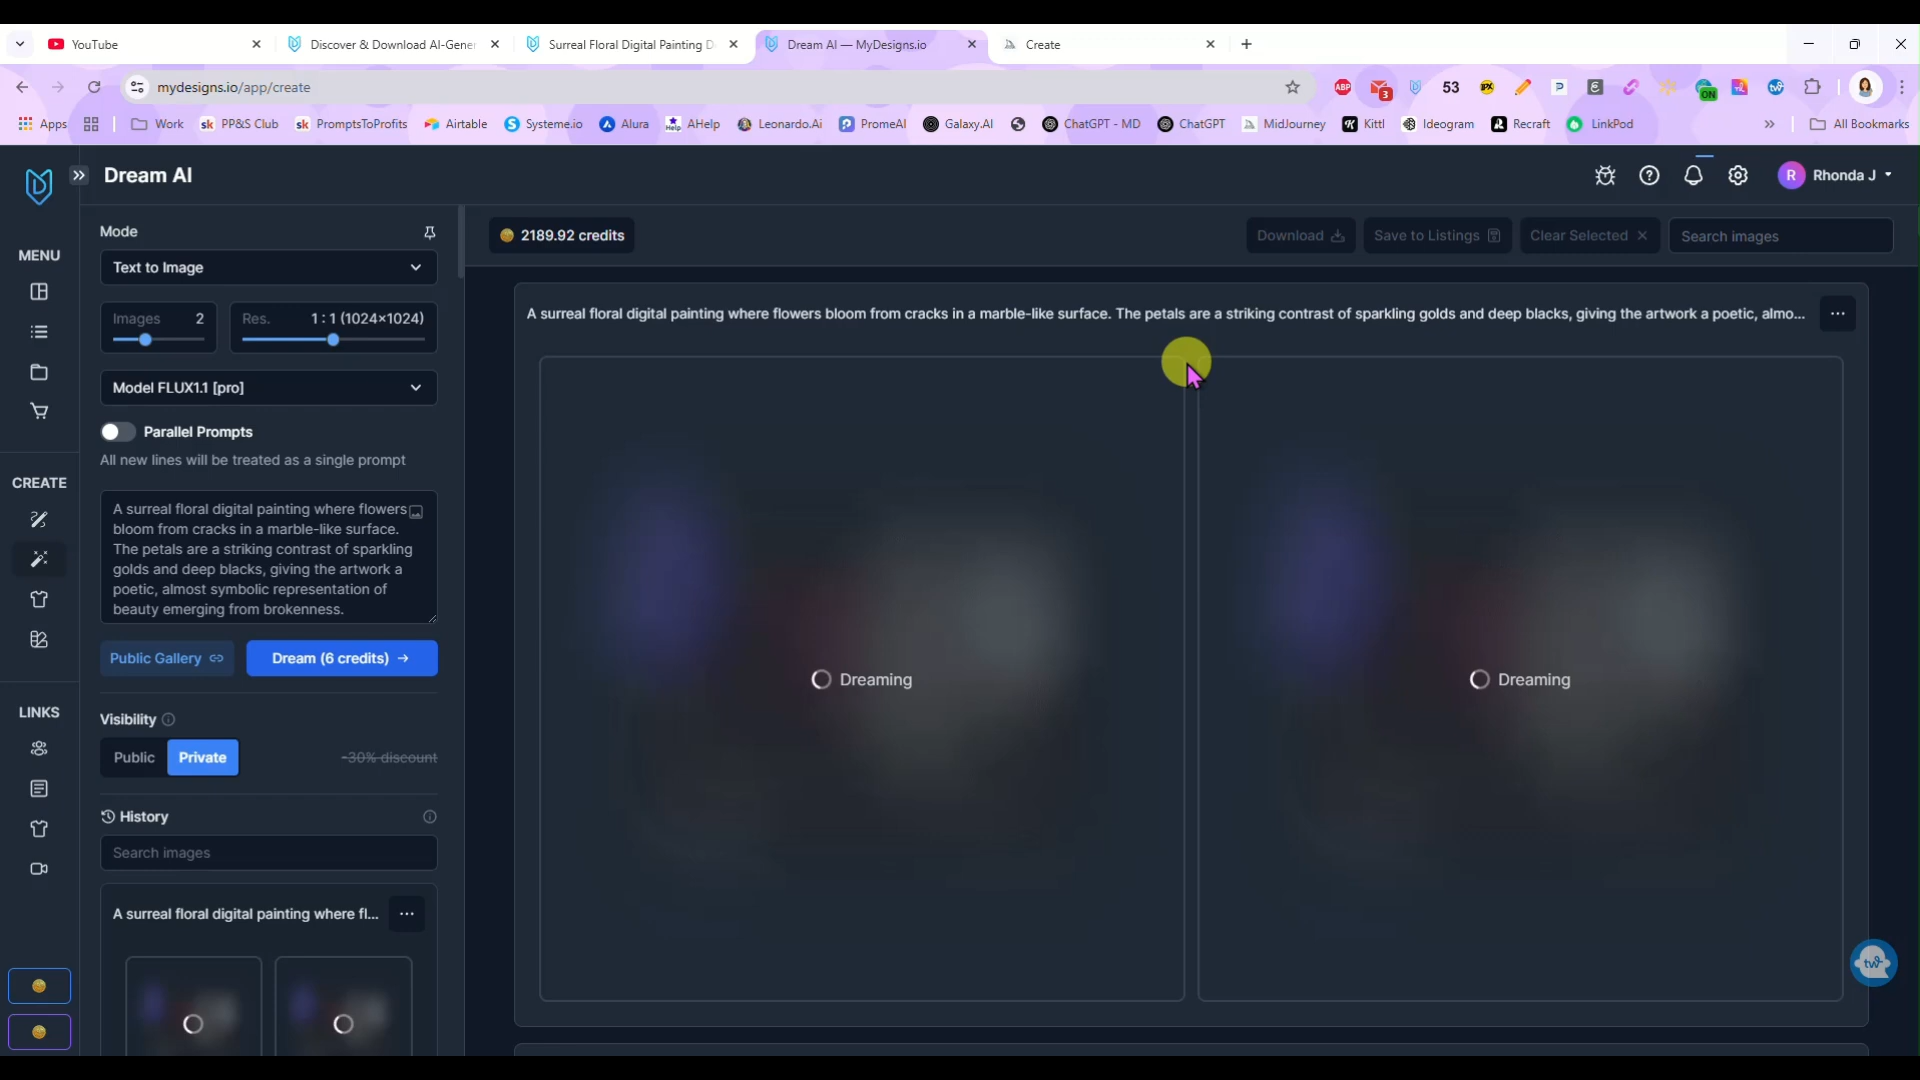 YouTube
Discover & Download AI-Gener
Surreal Floral Digital Painting D
Dream AI — MyDesigns.io
Create
mydesigns.io/app/create
ABP
3
53
IPX
ON
Apps
Work
sk PP&S Club
sk PromptsToProfits
Airtable
Systeme.io
Alura
Help AHelp
Leonardo.Ai
PromeAI
Galaxy.AI
ChatGPT - MD
ChatGPT
MidJourney
Kittl
Ideogram
Recraft
LinkPod
All Bookmarks
Dream AI
R Rhonda J
MENU
CREATE
LINKS
Mode
Text to Image
Images 2
Res. 1:1 (1024×1024)
Model FLUX1.1 [pro]
Parallel Prompts
All new lines will be treated as a single prompt
A surreal floral digital painting where flowers
bloom from cracks in a marble-like surface.
The petals are a striking contrast of sparkling
golds and deep blacks, giving the artwork a
poetic, almost symbolic representation of
beauty emerging from brokenness.
Public Gallery
Dream (6 credits) →
Visibility
Public
Private
-30% discount
History
Search images
A surreal floral digital painting where fl...
2189.92 credits
Download
Save to Listings
Clear Selected
Search images
A surreal floral digital painting where flowers bloom from cracks in a marble-like surface. The petals are a striking contrast of sparkling golds and deep blacks, giving the artwork a poetic, almo...
Dreaming
Dreaming
tw